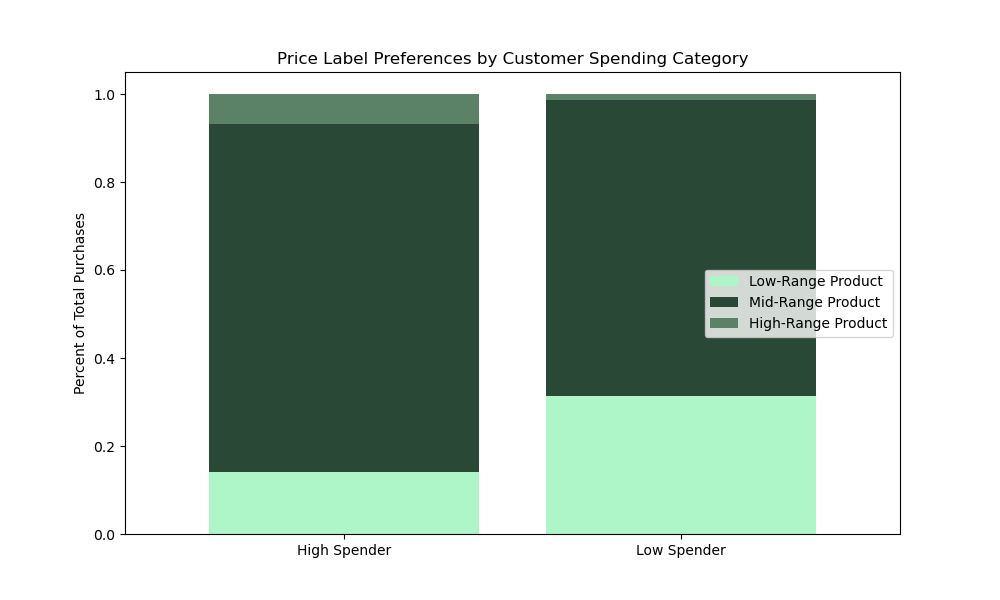 Price Label Preferences by Customer Spending Category
Percent of Total Purchases
1.0
0.8
0.6
0.4
0.2
0.0
Low-Range Product
Mid-Range Product
High-Range Product
High Spender
Low Spender